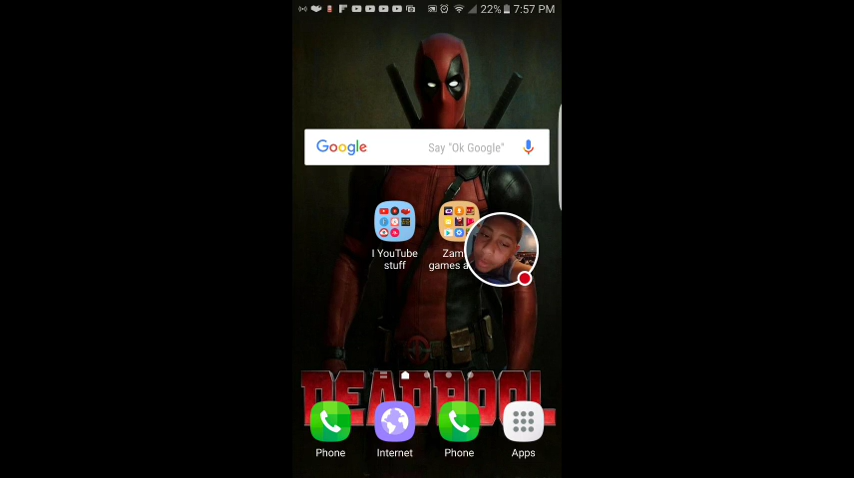 22% 7:57 PM
Google Say "Ok Google"
I YouTube
stuff
Zam
games a
DEADPOOL
Phone
Internet
Phone
Apps